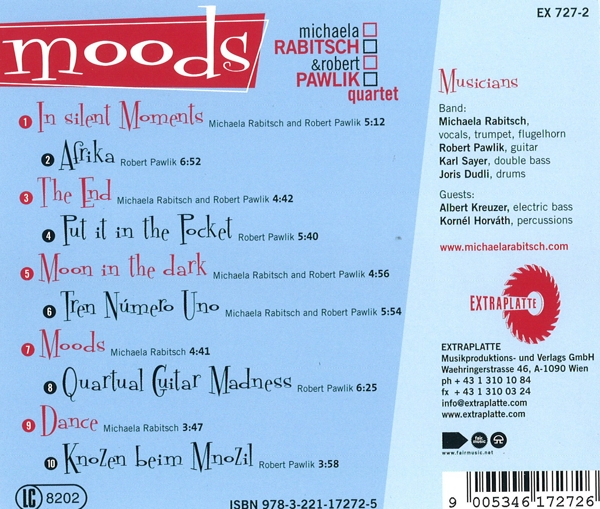 moods
michaela
RABITSCH
&robert
PAWLIK
quartet
EX 727-2
1 In silent Moments Michaela Rabitsch and Robert Pawlik 5:12
2 Afrika Robert Pawlik 6:52
3 The End Michaela Rabitsch and Robert Pawlik 4:42
4 Put it in the Pocket Robert Pawlik 5:40
5 Moon in the dark Michaela Rabitsch and Robert Pawlik 4:56
6 Tren Número Uno Michaela Rabitsch and Robert Pawlik 5:54
7 Moods Michaela Rabitsch 4:41
8 Quartual Guitar Madness Robert Pawlik 6:25
9 Dance Michaela Rabitsch 3:47
10 Knozen beim Mnozil Robert Pawlik 3:58
LC 8202
ISBN 978-3-221-17272-5
Musicians
Band:
Michaela Rabitsch,
vocals, trumpet, flugelhorn
Robert Pawlik, guitar
Karl Sayer, double bass
Joris Dudli, drums
Guests:
Albert Kreuzer, electric bass
Kornél Horváth, percussions
www.michaelarabitsch.com
EXTRAPLATTE
EXTRAPLATTE
Musikproduktions- und Verlags GmbH
Waehringerstrasse 46, A-1090 Wien
ph + 43 1 310 10 84
fx + 43 1 310 03 24
info@extraplatte.com
www.extraplatte.com
fair music
www.fairmusic.net
9 005346 172726